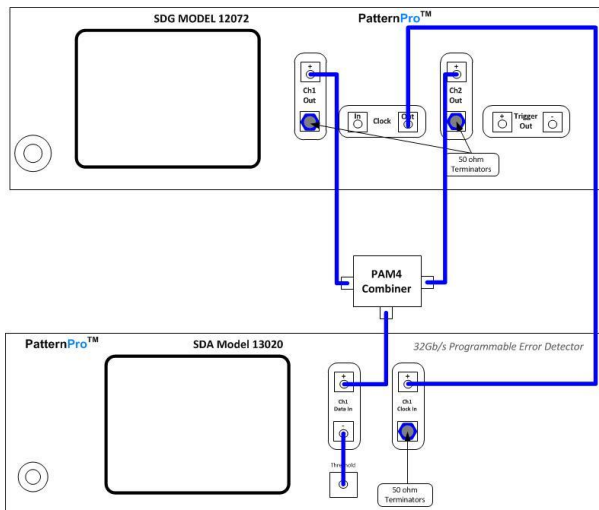 SDG MODEL 12072
PatternPro™
+
Ch1
Out
+
Ch2
Out
In
Clock
Out
+ Trigger -
Out
50 ohm
Terminators
PAM4
Combiner
PatternPro™
SDA Model 13020
32Gb/s Programmable Error Detector
+
Ch1
Data In
-
+
Ch1
Clock In
Threshold
50 ohm
Terminators